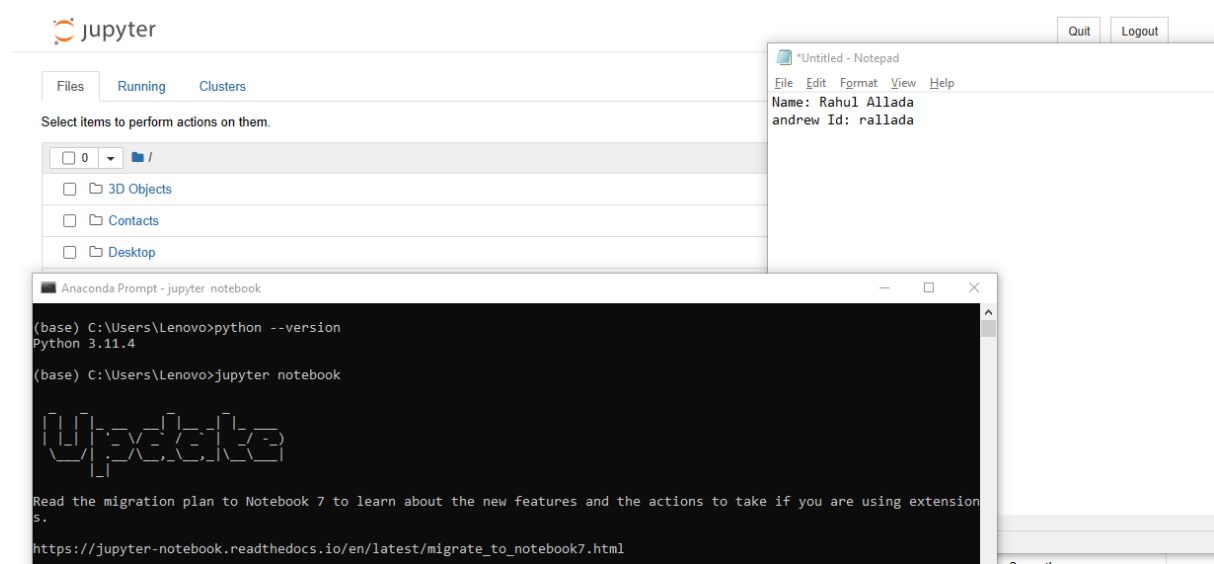 jupyter
Quit Logout
Files Running Clusters
Select items to perform actions on them.
0 /
3D Objects
Contacts
Desktop
*Untitled - Notepad
File Edit Format View Help
Name: Rahul Allada
andrew Id: rallada
Anaconda Prompt - jupyter notebook
(base) C:\Users\Lenovo>python --version
Python 3.11.4
(base) C:\Users\Lenovo>jupyter notebook
Update
Read the migration plan to Notebook 7 to learn about the new features and the actions to take if you are using extension
s.
https://jupyter-notebook.readthedocs.io/en/latest/migrate_to_notebook7.html